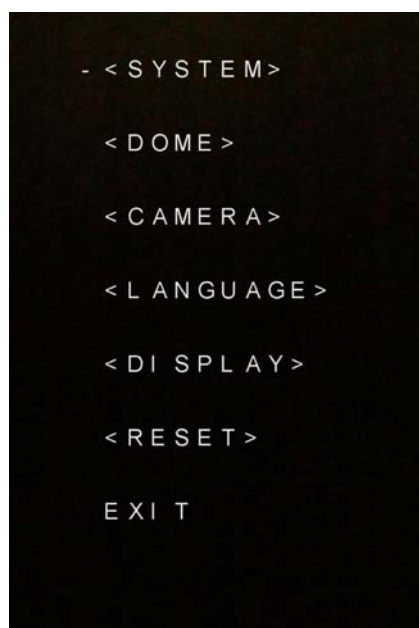 - <SYSTEM>
<DOME>
<CAMERA>
<LANGUAGE>
<DISPLAY>
<RESET>
EXIT